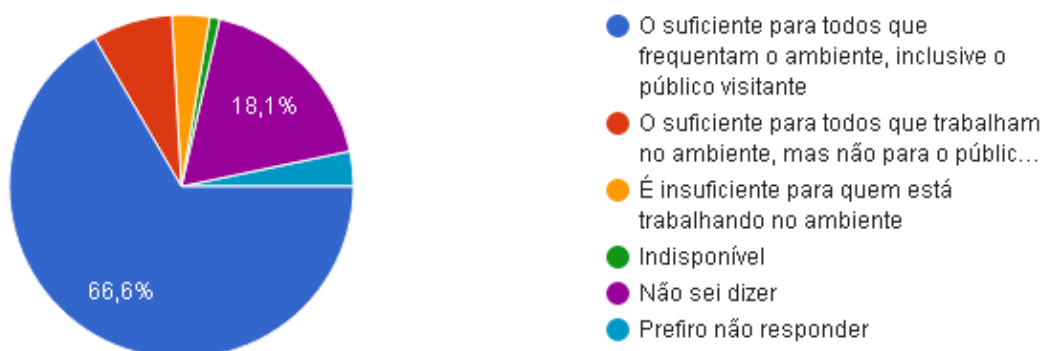 18,1%
66,6%
O suficiente para todos que
frequentam o ambiente, inclusive o
público visitante
O suficiente para todos que trabalham
no ambiente, mas não para o públic...
É insuficiente para quem está
trabalhando no ambiente
Indisponível
Não sei dizer
Prefiro não responder